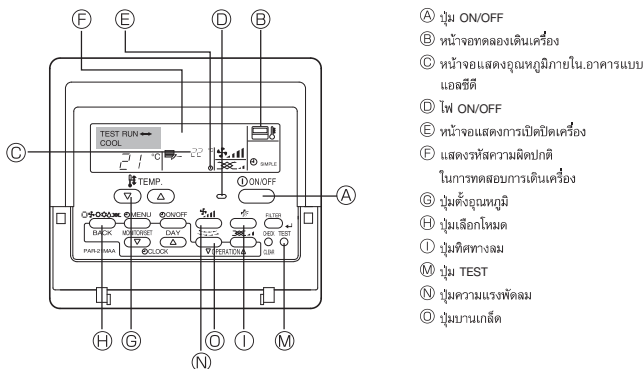 Ⓕ Ⓔ Ⓓ Ⓑ
TEST RUN
COOL
21 °C
22 °C
SIMPLE
Ⓒ
TEMP.
ON/OFF
Ⓐ
MENU
ON/OFF
FILTER
BACK
MONITOR/SET
DAY
CHECK TEST
PAR-21MAA
CLOCK
OPERATION
CLEAR
Ⓗ Ⓖ Ⓝ Ⓞ Ⓘ Ⓜ
Ⓐ ปุ่ม ON/OFF
Ⓑ หน้าจอทดลองเดินเครื่อง
Ⓒ หน้าจอแสดงอุณหภูมิภายใน.อาคารแบบ
แอลซีดี
Ⓓ ไฟ ON/OFF
Ⓔ หน้าจอแสดงการเปิดปิดเครื่อง
Ⓕ แสดงรหัสความผิดปกติ
ในการทดสอบการเดินเครื่อง
Ⓖ ปุ่มตั้งอุณหภูมิ
Ⓗ ปุ่มเลือกโหมด
Ⓘ ปุ่มทิศทางลม
Ⓜ ปุ่ม TEST
Ⓝ ปุ่มความแรงพัดลม
Ⓞ ปุ่มบานเกล็ด